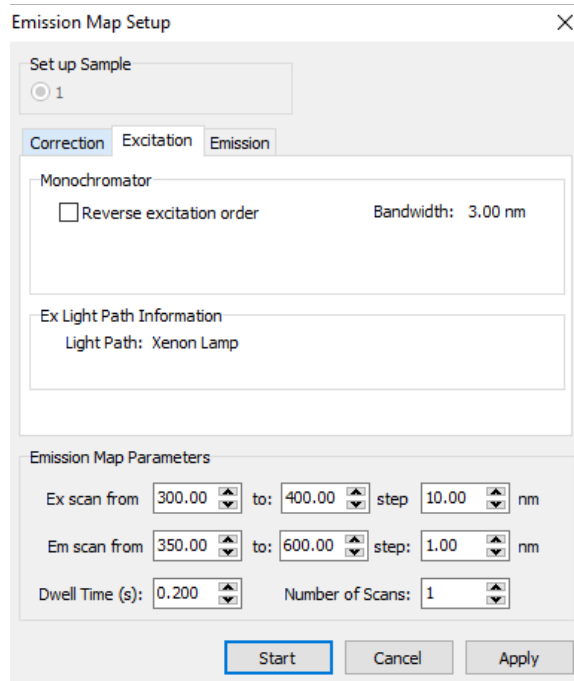 Emission Map Setup
Set up Sample
1
Correction Excitation Emission
Monochromator
Reverse excitation order Bandwidth: 3.00 nm
Ex Light Path Information
Light Path: Xenon Lamp
Emission Map Parameters
Ex scan from 300.00 to: 400.00 step 10.00 nm
Em scan from 350.00 to: 600.00 step: 1.00 nm
Dwell Time (s): 0.200 Number of Scans: 1
Start Cancel Apply